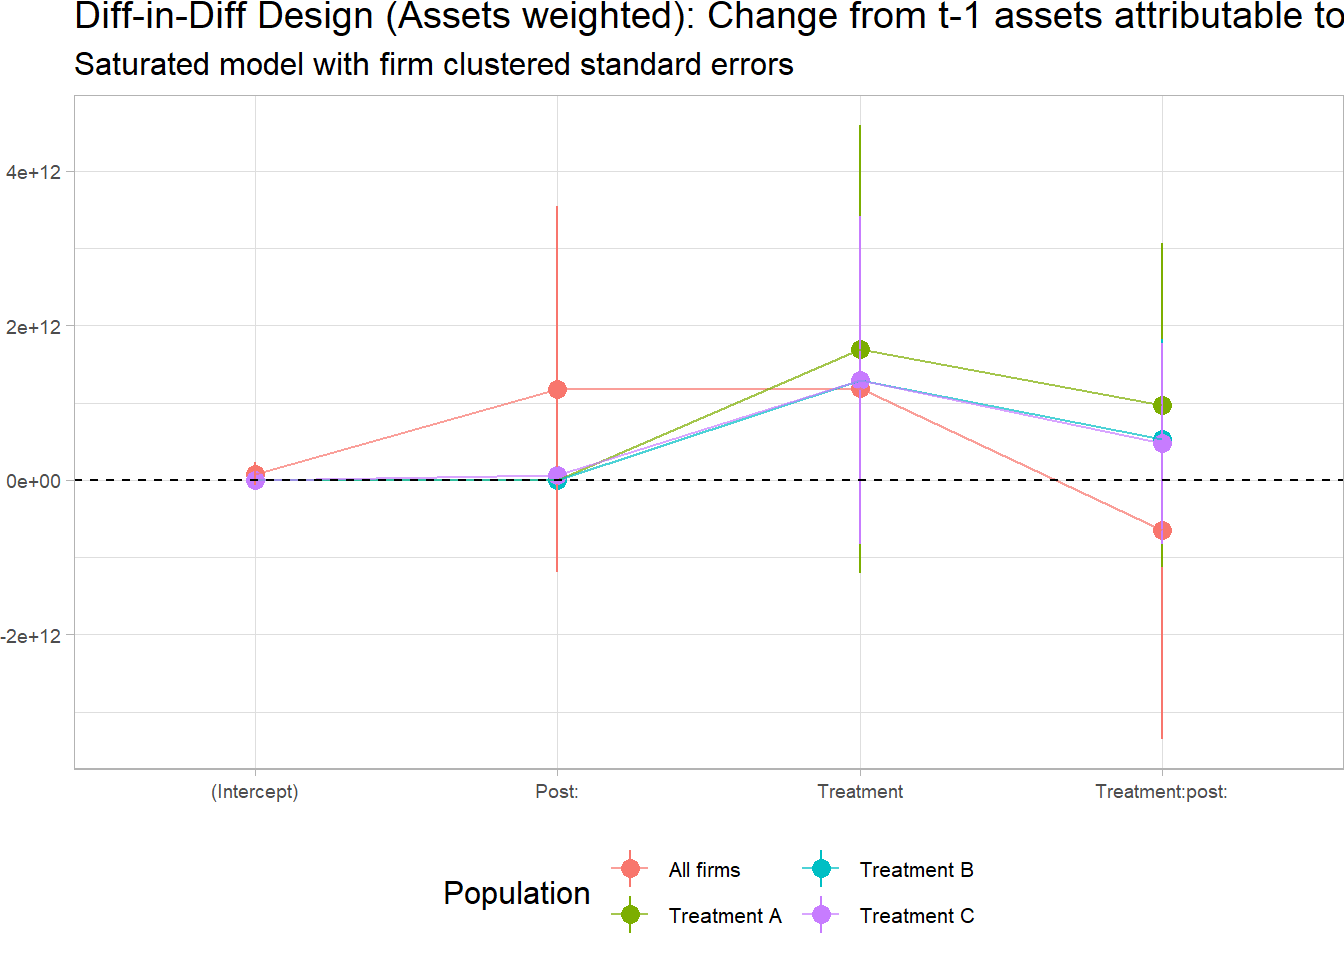 Diff-in-Diff Design (Assets weighted): Change from t-1 assets attributable to
Saturated model with firm clustered standard errors
4e+12
2e+12
0e+00
-2e+12
(Intercept) Post: Treatment Treatment:post:
Population
All firms Treatment B
Treatment A Treatment C